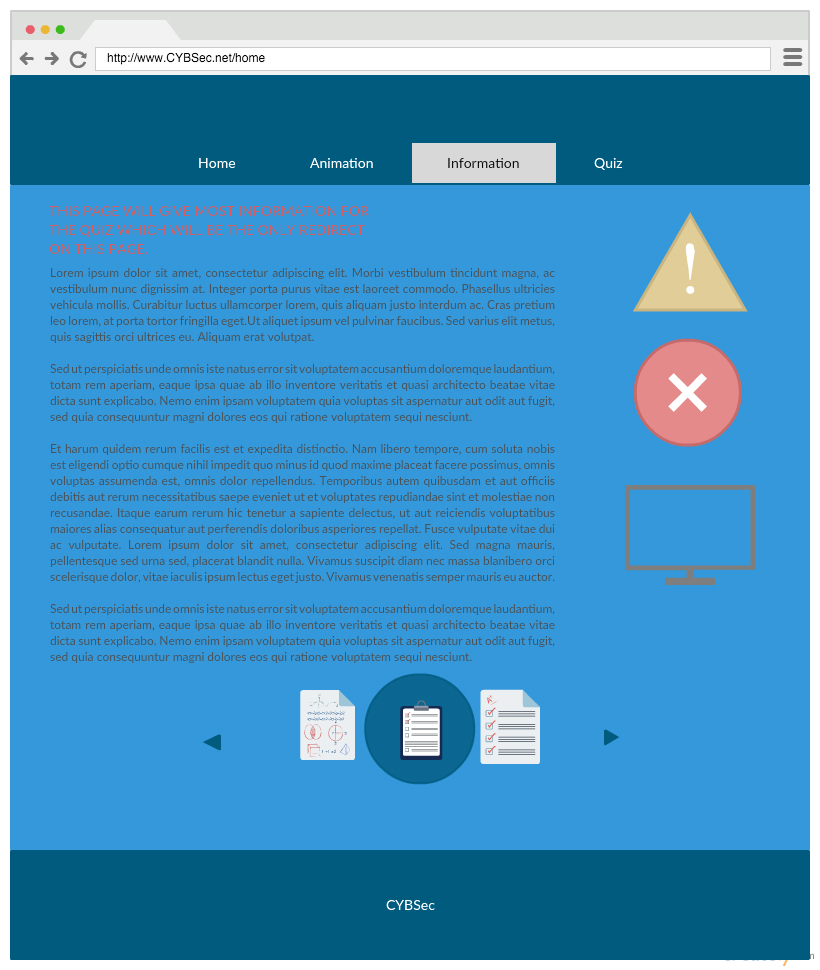 http://www.CYBSec.net/home
Home Animation Information Quiz
THIS PAGE WILL GIVE MOST INFORMATION FOR
THE QUIZ WHICH WILL BE THE ONLY REDIRECT
ON THIS PAGE.
Lorem ipsum dolor sit amet, consectetur adipiscing elit. Morbi vestibulum tincidunt magna, ac
vestibulum nunc dignissim at. Integer porta purus vitae est laoreet commodo. Phasellus ultricies
vehicula mollis. Curabitur luctus ullamcorper lorem, quis aliquam justo interdum ac. Cras pretium
leo lorem, at porta tortor fringilla eget.Ut aliquet ipsum vel pulvinar faucibus. Sed varius elit metus,
quis sagittis orci ultrices eu. Aliquam erat volutpat.
Sed ut perspiciatis unde omnis iste natus error sit voluptatem accusantium doloremque laudantium,
totam rem aperiam, eaque ipsa quae ab illo inventore veritatis et quasi architecto beatae vitae
dicta sunt explicabo. Nemo enim ipsam voluptatem quia voluptas sit aspernatur aut odit aut fugit,
sed quia consequuntur magni dolores eos qui ratione voluptatem sequi nesciunt.
Et harum quidem rerum facilis est et expedita distinctio. Nam libero tempore, cum soluta nobis
est eligendi optio cumque nihil impedit quo minus id quod maxime placeat facere possimus, omnis
voluptas assumenda est, omnis dolor repellendus. Temporibus autem quibusdam et aut officiis
debitis aut rerum necessitatibus saepe eveniet ut et voluptates repudiandae sint et molestiae non
recusandae. Itaque earum rerum hic tenetur a sapiente delectus, ut aut reiciendis voluptatibus
maiores alias consequatur aut perferendis doloribus asperiores repellat. Fusce vulputate vitae dui
ac vulputate. Lorem ipsum dolor sit amet, consectetur adipiscing elit. Sed magna mauris,
pellentesque sed urna sed, placerat blandit nulla. Vivamus suscipit diam nec massa blanibero orci
scelerisque dolor, vitae iaculis ipsum lectus eget justo. Vivamus venenatis semper mauris eu auctor.
Sed ut perspiciatis unde omnis iste natus error sit voluptatem accusantium doloremque laudantium,
totam rem aperiam, eaque ipsa quae ab illo inventore veritatis et quasi architecto beatae vitae
dicta sunt explicabo. Nemo enim ipsam voluptatem quia voluptas sit aspernatur aut odit aut fugit,
sed quia consequuntur magni dolores eos qui ratione voluptatem sequi nesciunt.
CYBSec